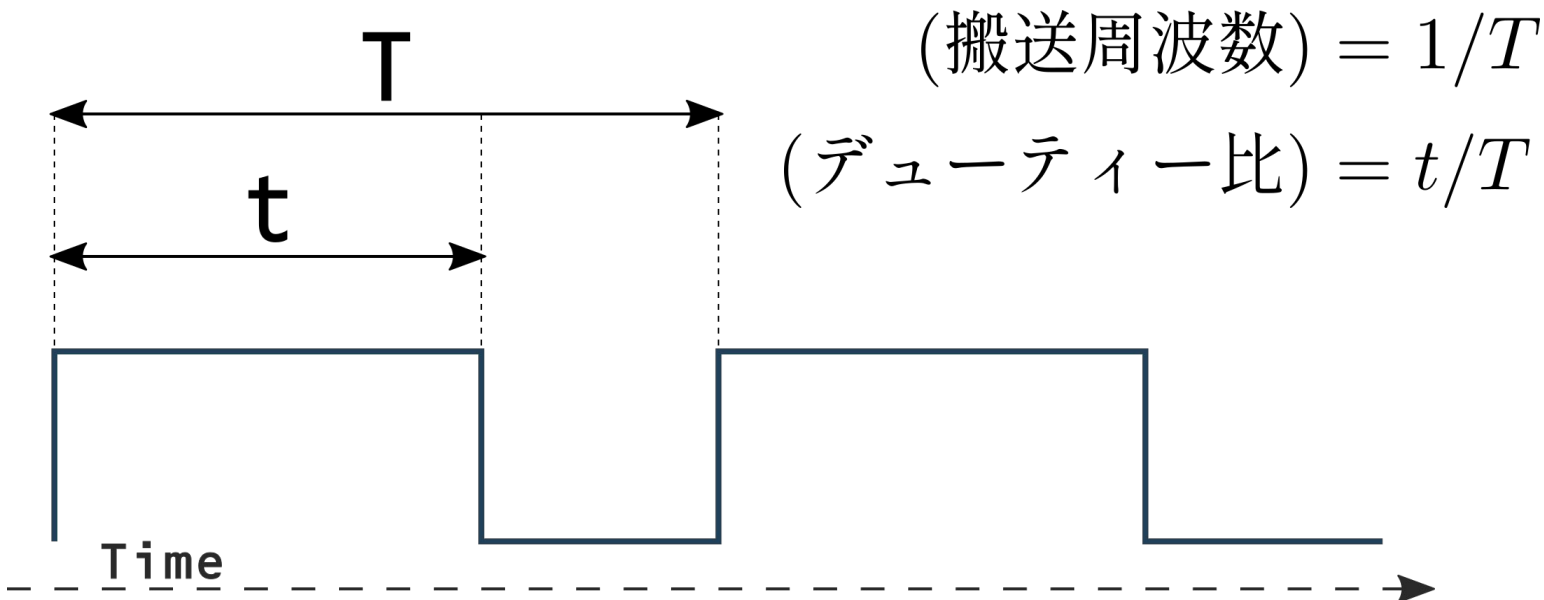 T
(搬送周波数) = 1/T
(デューティー比) = t/T
t
Time